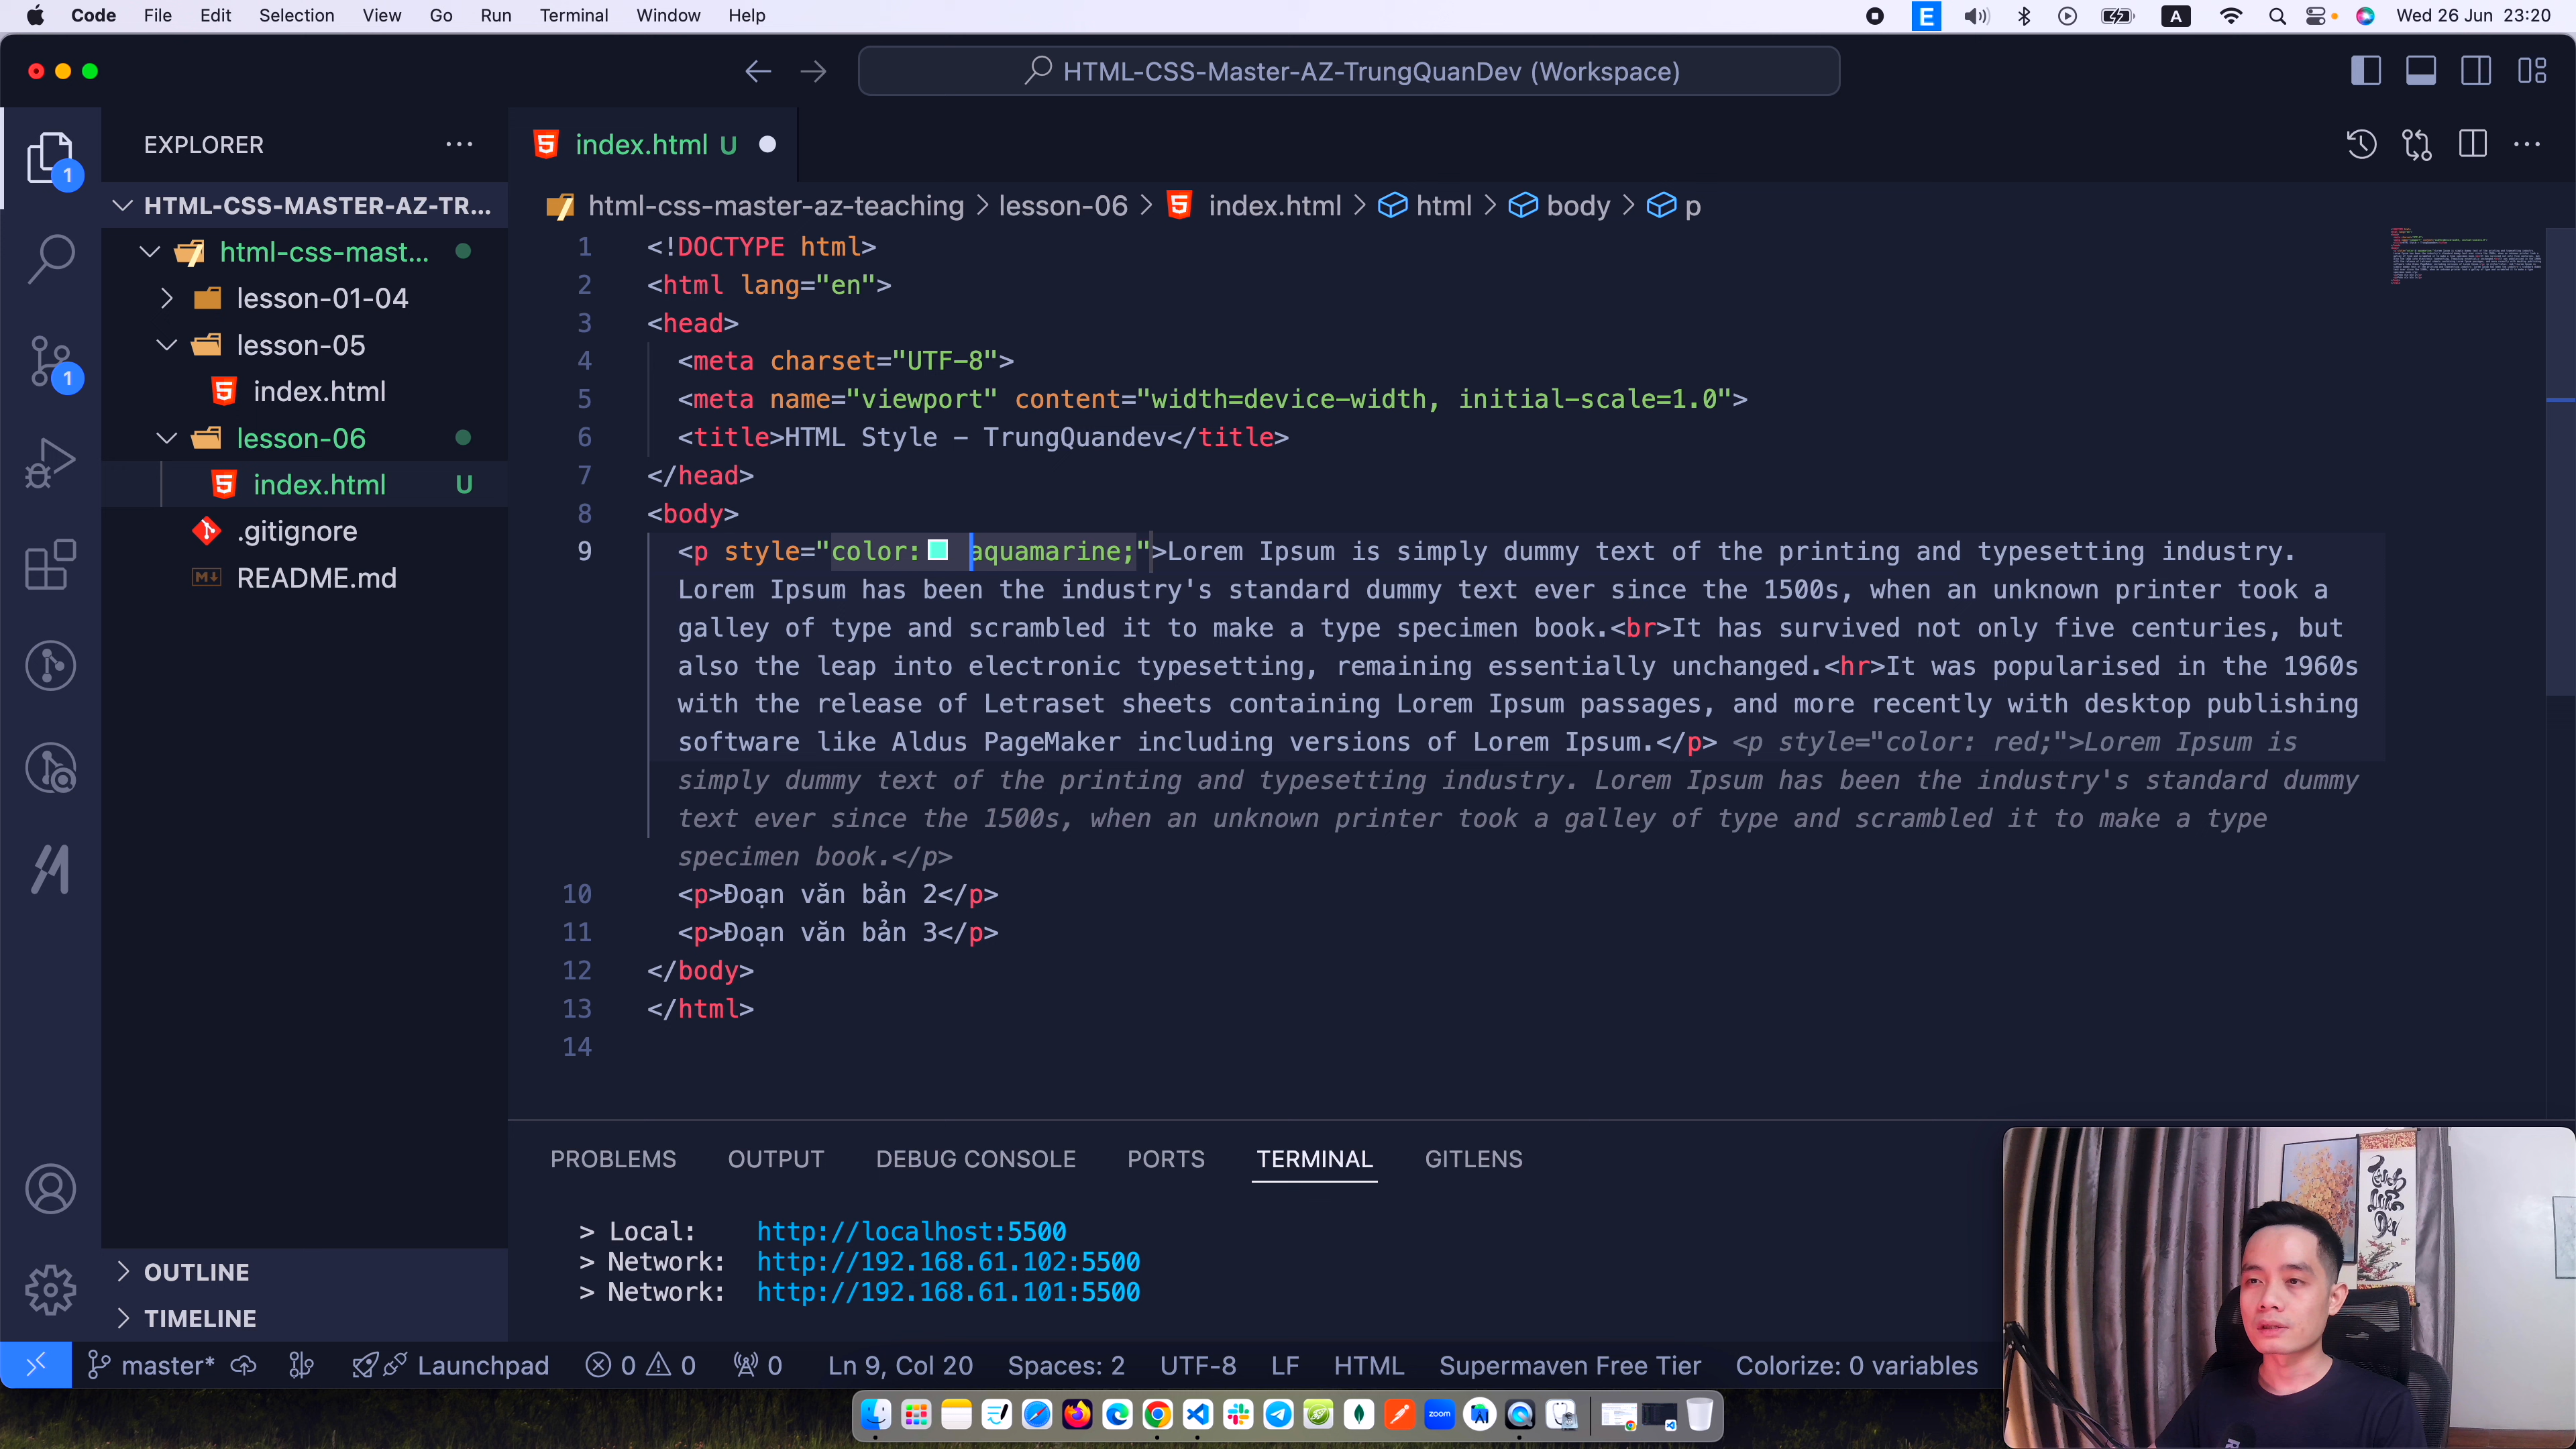 Code File Edit Selection View Go Run Terminal Window Help E A Wed 26 Jun 23:20
HTML-CSS-Master-AZ-TrungQuanDev (Workspace)
EXPLORER
index.html U
HTML-CSS-MASTER-AZ-TR...
html-css-master-az-teaching > lesson-06 > index.html > html > body > p
html-css-mast...
lesson-01-04
lesson-05
index.html
lesson-06
index.html U
.gitignore
README.md
OUTLINE
TIMELINE
1
1
1 <!DOCTYPE html>
2 <html lang="en">
3 <head>
4 <meta charset="UTF-8">
5 <meta name="viewport" content="width=device-width, initial-scale=1.0">
6 <title>HTML Style - TrungQuandev</title>
7 </head>
8 <body>
9 <p style="color: aquamarine;">Lorem Ipsum is simply dummy text of the printing and typesetting industry.
Lorem Ipsum has been the industry's standard dummy text ever since the 1500s, when an unknown printer took a
galley of type and scrambled it to make a type specimen book.<br>It has survived not only five centuries, but
also the leap into electronic typesetting, remaining essentially unchanged.<hr>It was popularised in the 1960s
with the release of Letraset sheets containing Lorem Ipsum passages, and more recently with desktop publishing
software like Aldus PageMaker including versions of Lorem Ipsum.</p> <p style="color: red;">Lorem Ipsum is
simply dummy text of the printing and typesetting industry. Lorem Ipsum has been the industry's standard dummy
text ever since the 1500s, when an unknown printer took a galley of type and scrambled it to make a type
specimen book.</p>
10 <p>Đoạn văn bản 2</p>
11 <p>Đoạn văn bản 3</p>
12 </body>
13 </html>
14
PROBLEMS OUTPUT DEBUG CONSOLE PORTS TERMINAL GITLENS
> Local: http://localhost:5500
> Network: http://192.168.61.102:5500
> Network: http://192.168.61.101:5500
master* Launchpad 0 0 0 Ln 9, Col 20 Spaces: 2 UTF-8 LF HTML Supermaven Free Tier Colorize: 0 variables
zoom